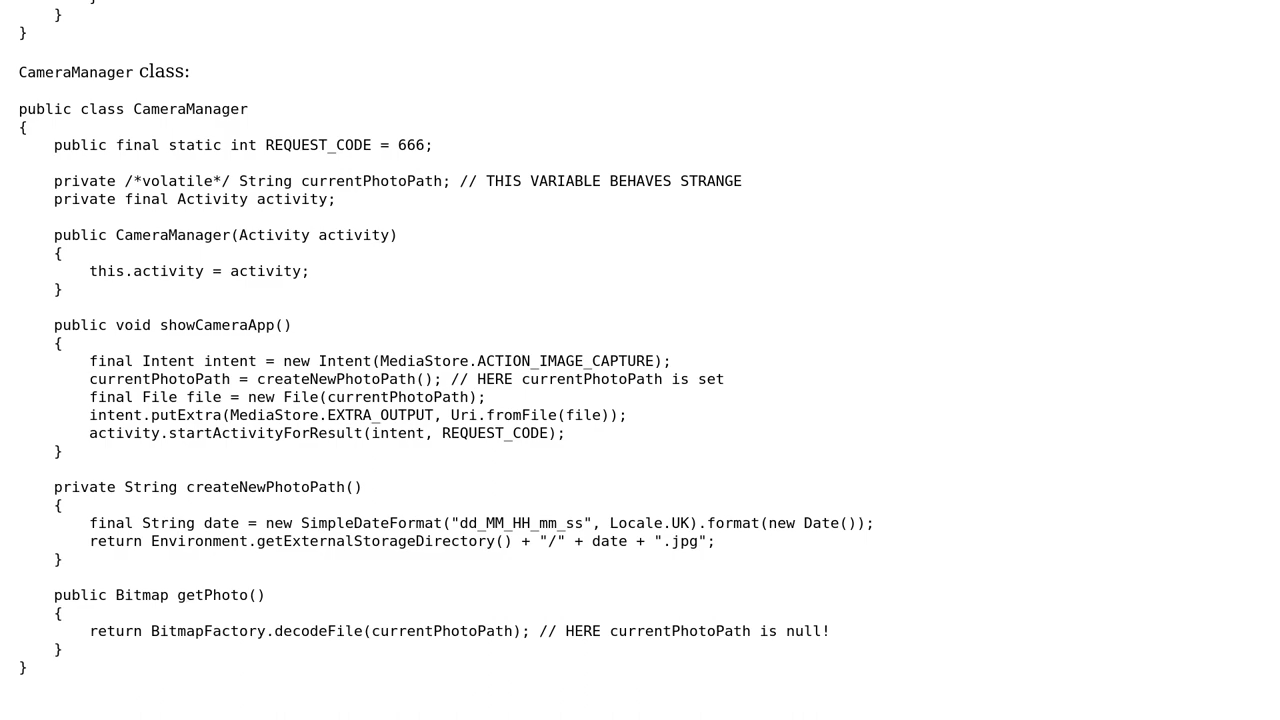 }
}
CameraManager class:
public class CameraManager
{
    public final static int REQUEST_CODE = 666;
    private /*volatile*/ String currentPhotoPath; // THIS VARIABLE BEHAVES STRANGE
    private final Activity activity;
    public CameraManager(Activity activity)
    {
        this.activity = activity;
    }
    public void showCameraApp()
    {
        final Intent intent = new Intent(MediaStore.ACTION_IMAGE_CAPTURE);
        currentPhotoPath = createNewPhotoPath(); // HERE currentPhotoPath is set
        final File file = new File(currentPhotoPath);
        intent.putExtra(MediaStore.EXTRA_OUTPUT, Uri.fromFile(file));
        activity.startActivityForResult(intent, REQUEST_CODE);
    }
    private String createNewPhotoPath()
    {
        final String date = new SimpleDateFormat("dd_MM_HH_mm_ss", Locale.UK).format(new Date());
        return Environment.getExternalStorageDirectory() + "/" + date + ".jpg";
    }
    public Bitmap getPhoto()
    {
        return BitmapFactory.decodeFile(currentPhotoPath); // HERE currentPhotoPath is null!
    }
}